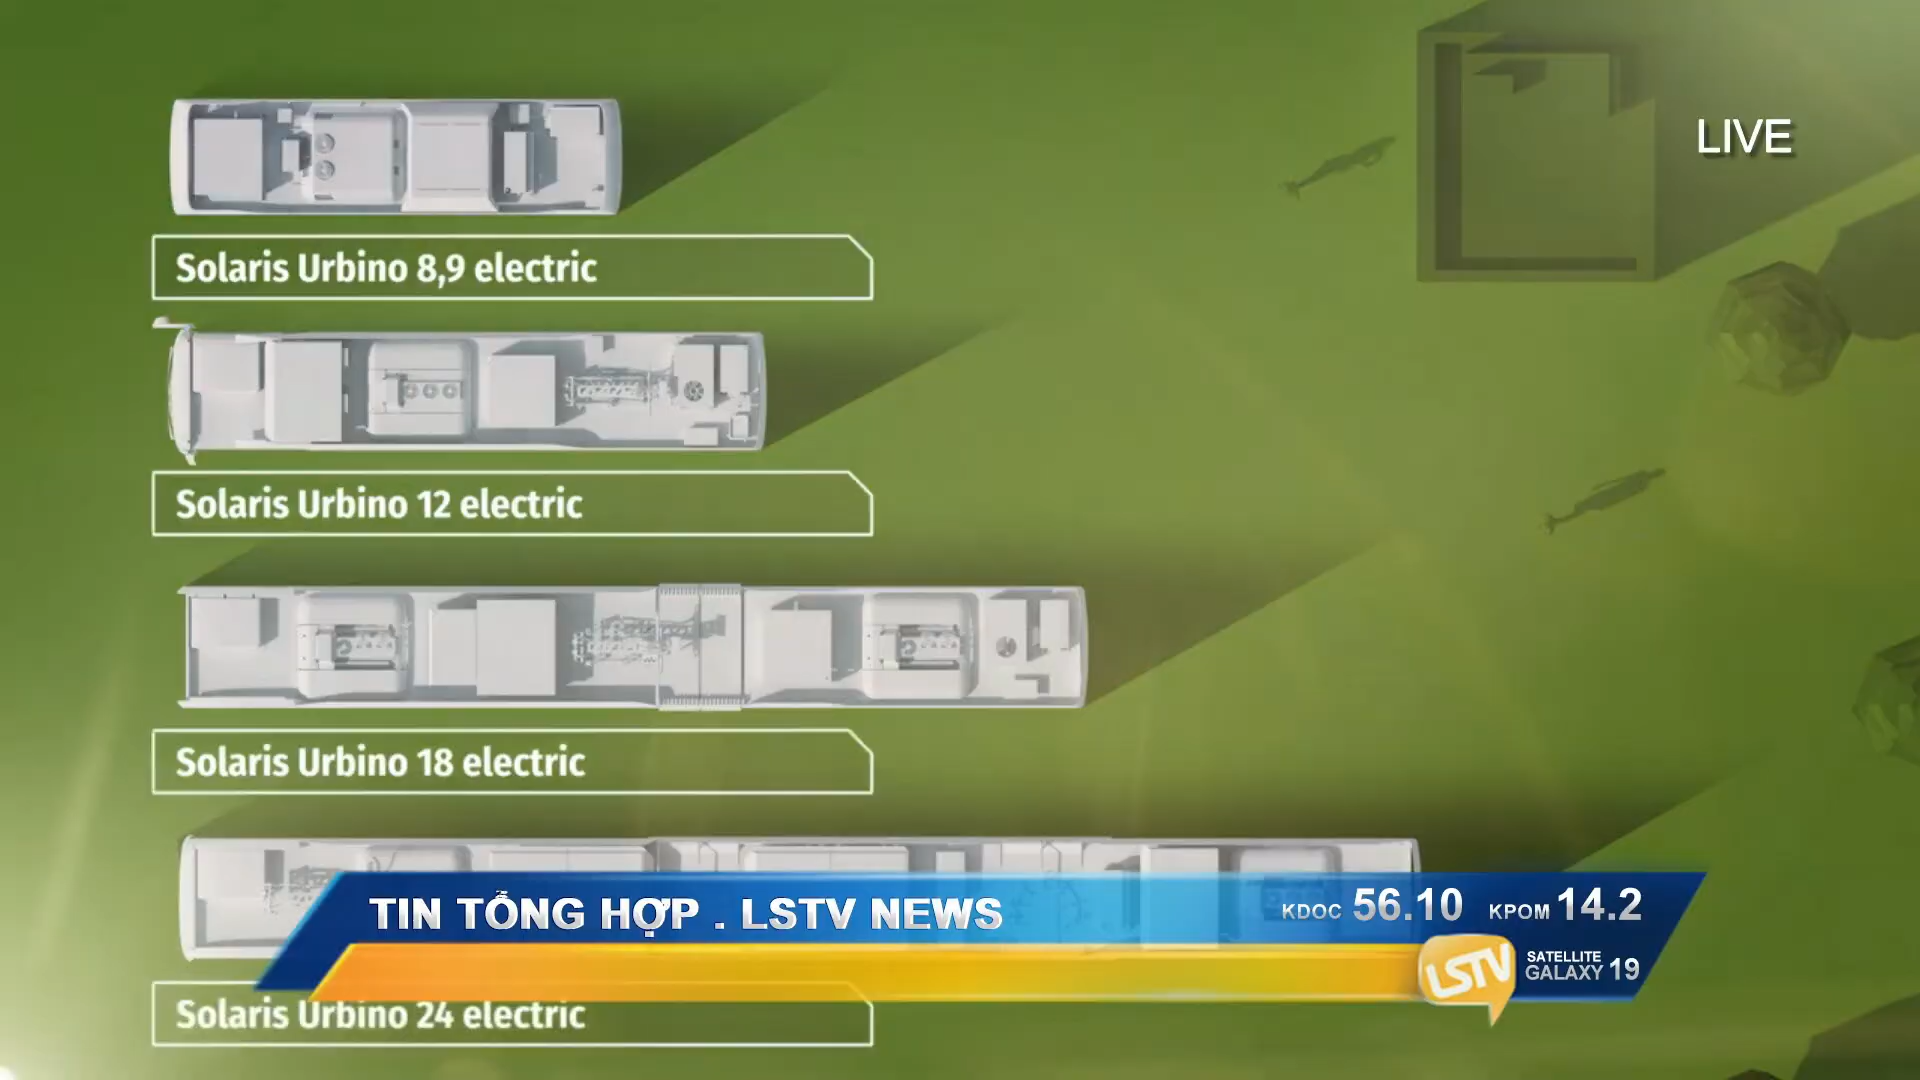 LIVE
Solaris Urbino 8,9 electric
Solaris Urbino 12 electric
Solaris Urbino 18 electric
TIN TỔNG HỢP . LSTV NEWS
KDOC 56.10 KPOM 14.2
LSTV
SATELLITE
GALAXY 19
Solaris Urbino 24 electric